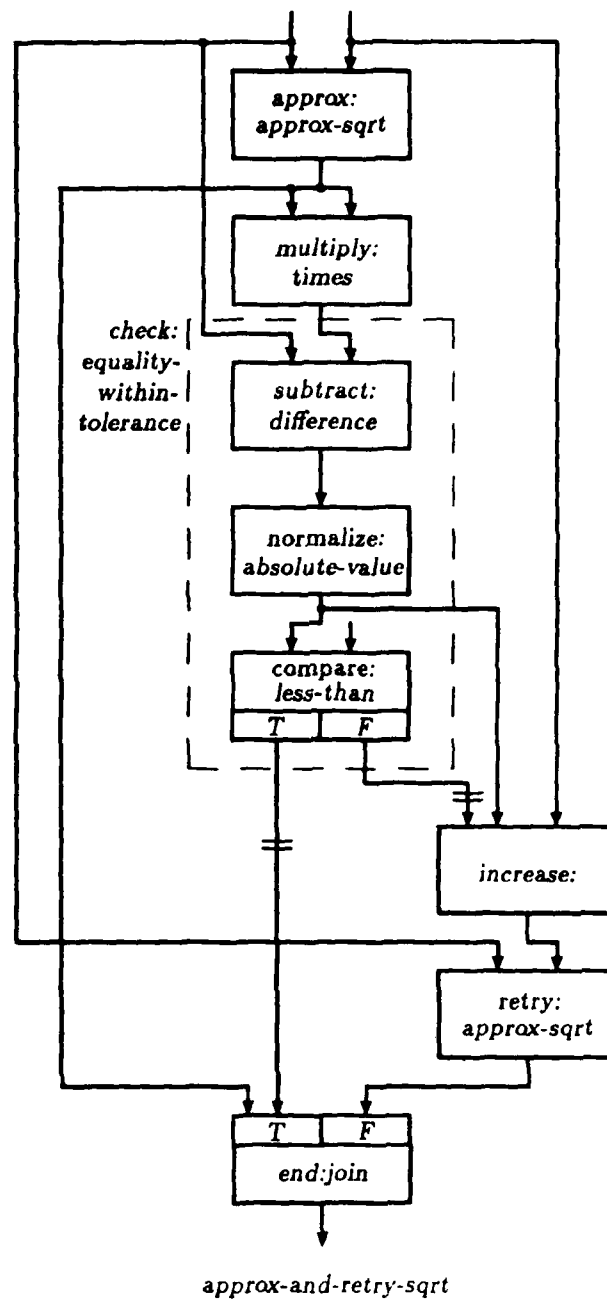 approx:
approx-sqrt
multiply:
times
check:
equality-
within-
tolerance
subtract:
difference
normalize:
absolute-value
compare:
less-than
T F
increase:
retry:
approx-sqrt
T F
end:join
approx-and-retry-sqrt